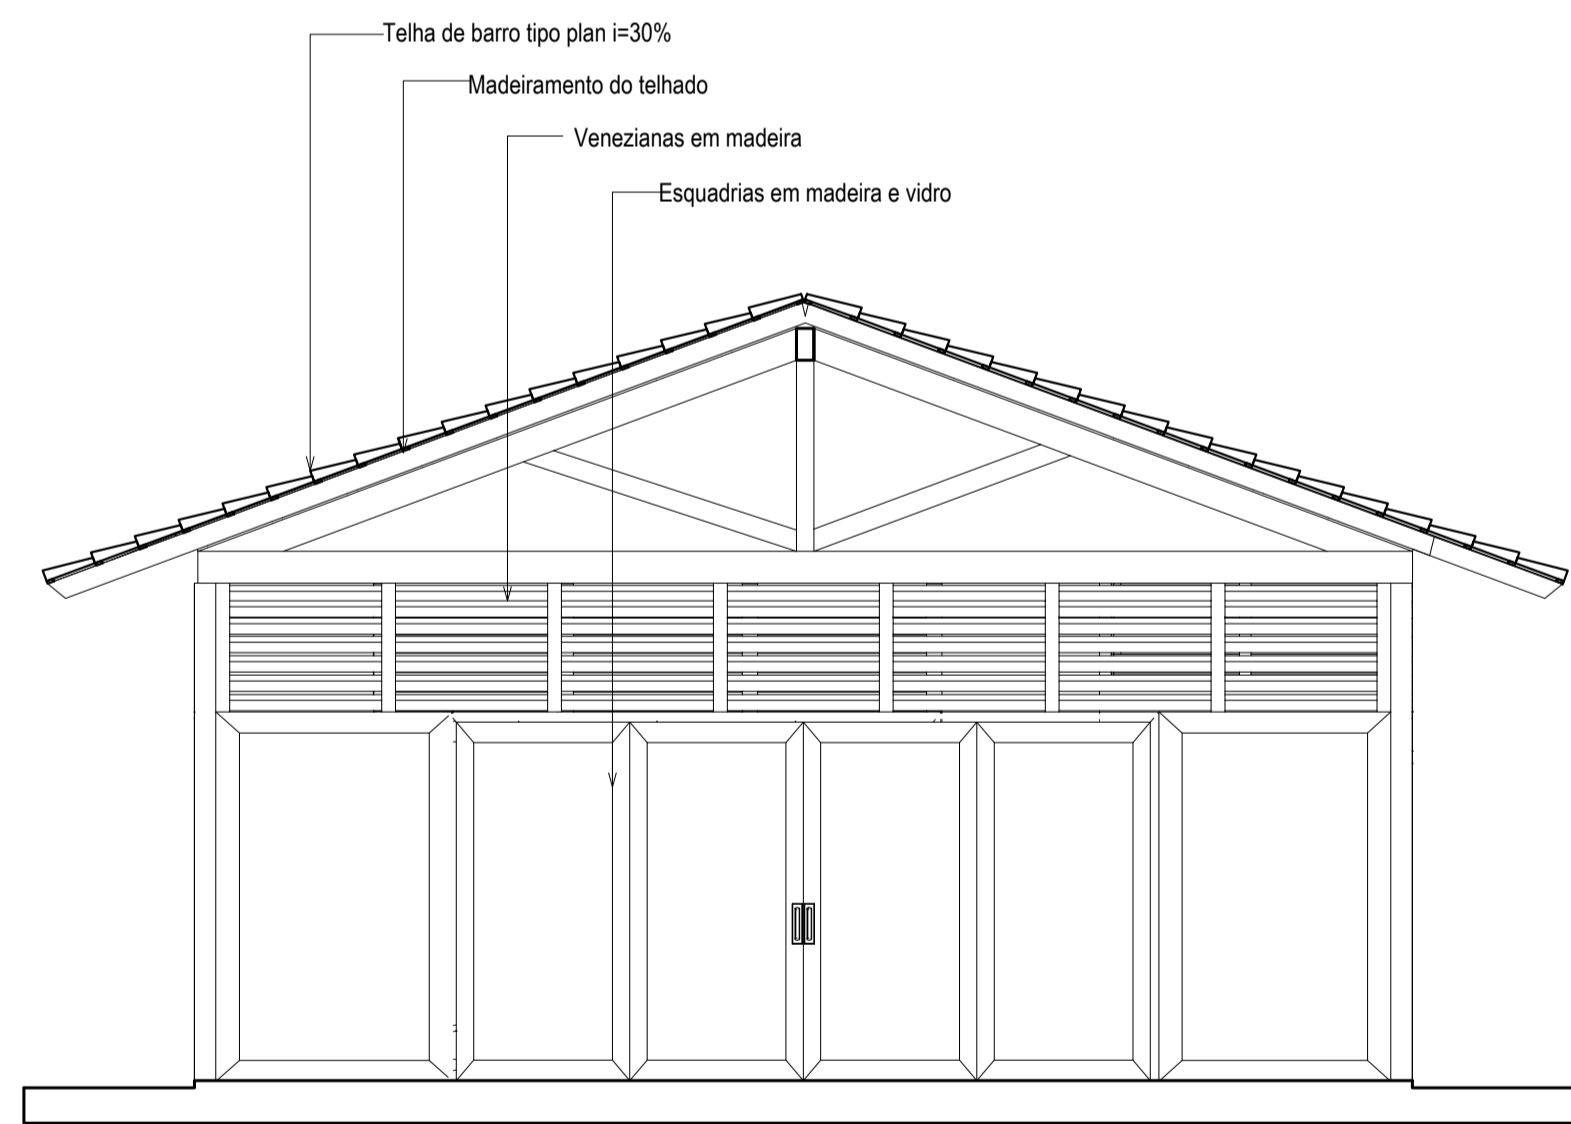 Telha de barro tipo plan i=30%
Madeiramento do telhado
Venezianas em madeira
Esquadrias em madeira e vidro